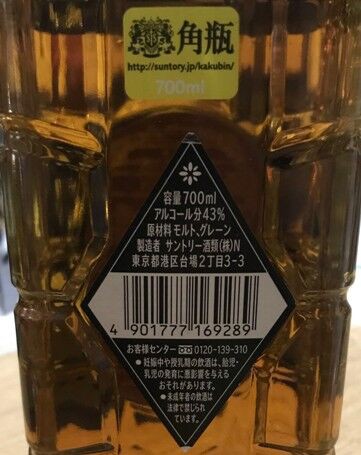 角瓶
http://suntory.jp/kakubin/
700ml
容量700ml
アルコール分43%
原材料 モルト、グレーン
製造者 サントリー酒類(株)N
東京都港区台場2丁目3-3
4 901777 169289
お客様センター 0120-139-310
●妊娠中や授乳期の飲酒は、胎児・
乳児の発育に悪影響を与える
おそれがあります。
●未成年者の飲酒は
法律で禁じられ
ています。